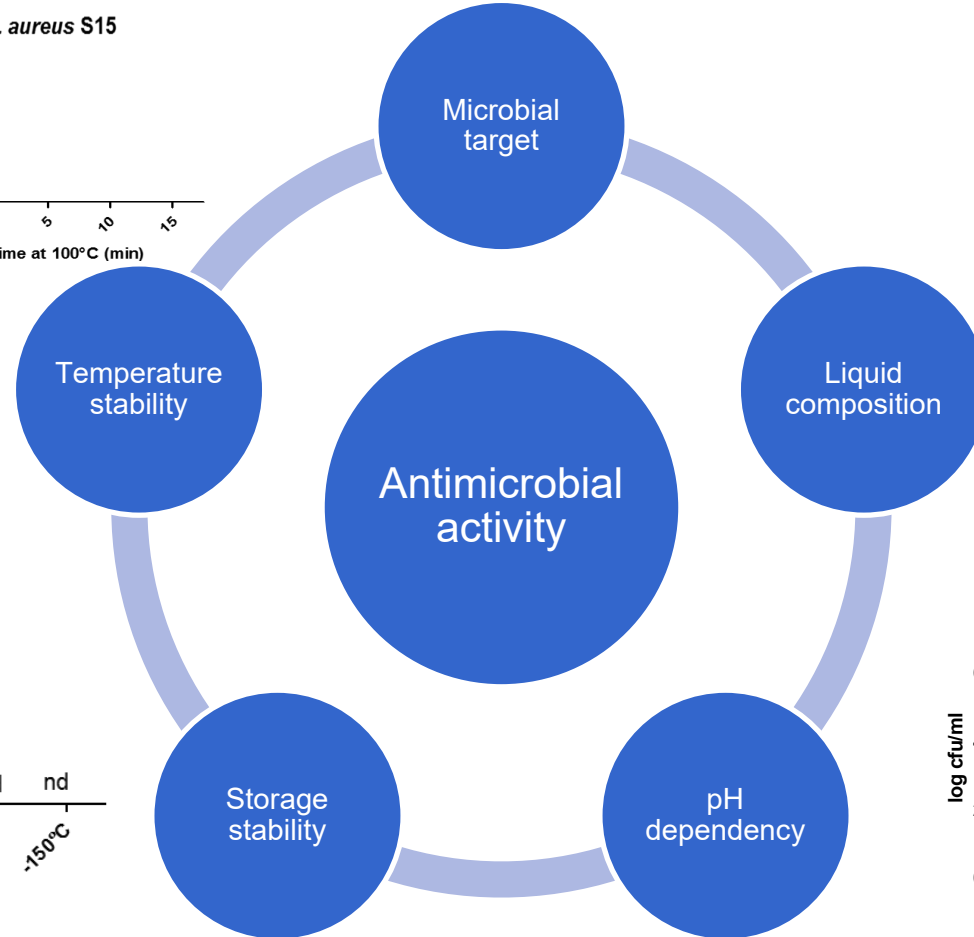 . aureus S15
Microbial
target
5 10 15
ime at 100°C (min)
Temperature
stability
Liquid
composition
Antimicrobial
activity
log cfu/ml
nd
-150°C
Storage
stability
pH
dependency